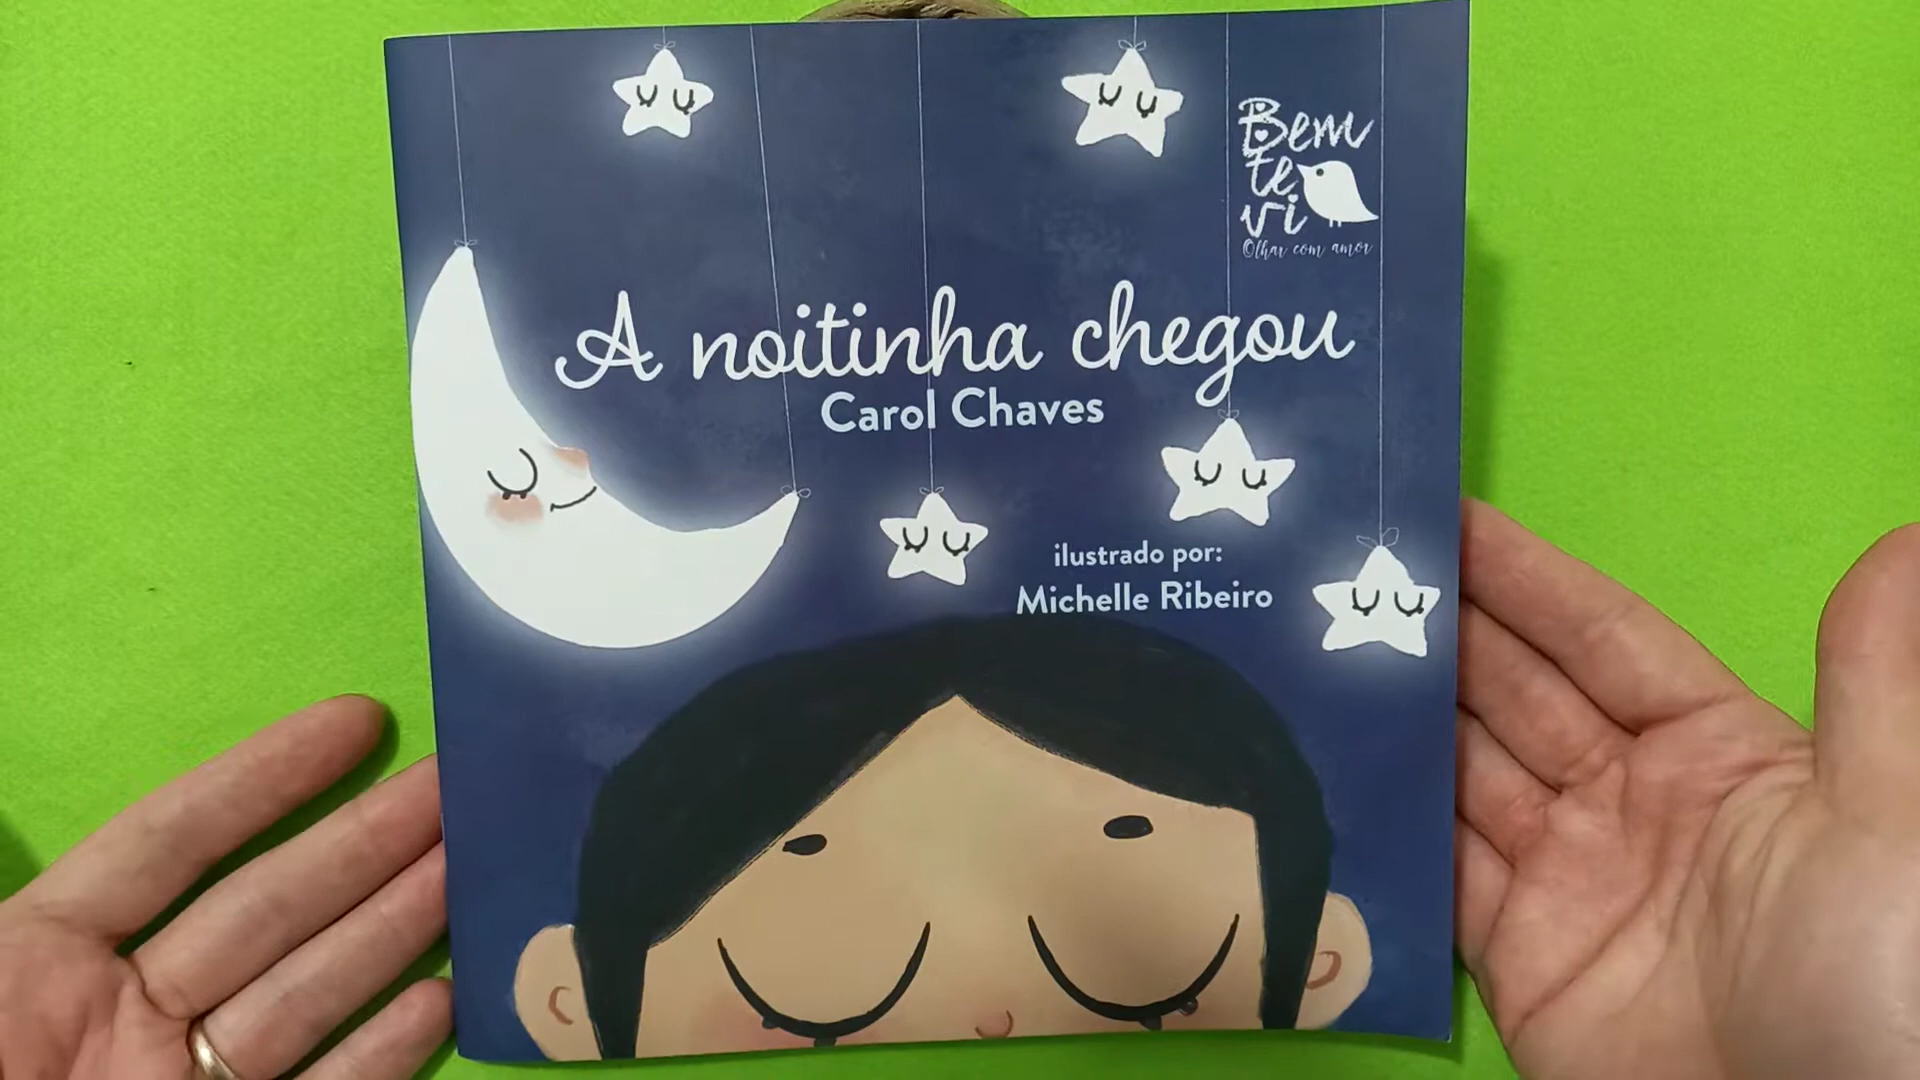 Bem
te
vi
Olhar com amor
A noitinha chegou
Carol Chaves
ilustrado por:
Michelle Ribeiro